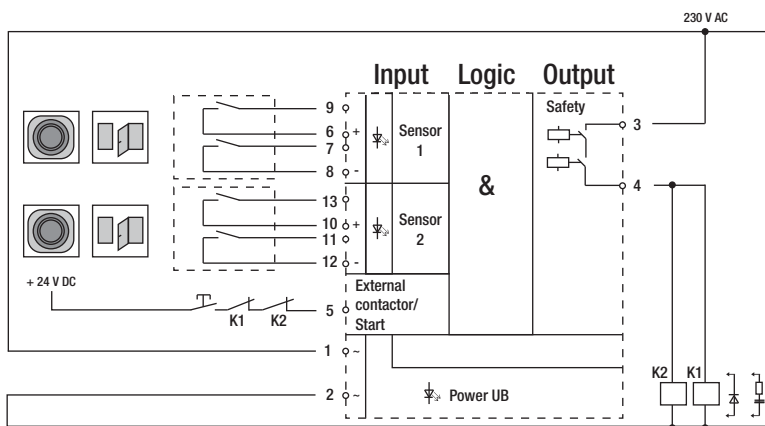 230 V AC
Input Logic Output
Safety
9
6 +
7
8 -
Sensor
1
3
4
&
13
10 +
11
12 -
Sensor
2
+ 24 V DC
K1 K2
5
External
contactor/
Start
1 ~
2 ~
Power UB
K2 K1